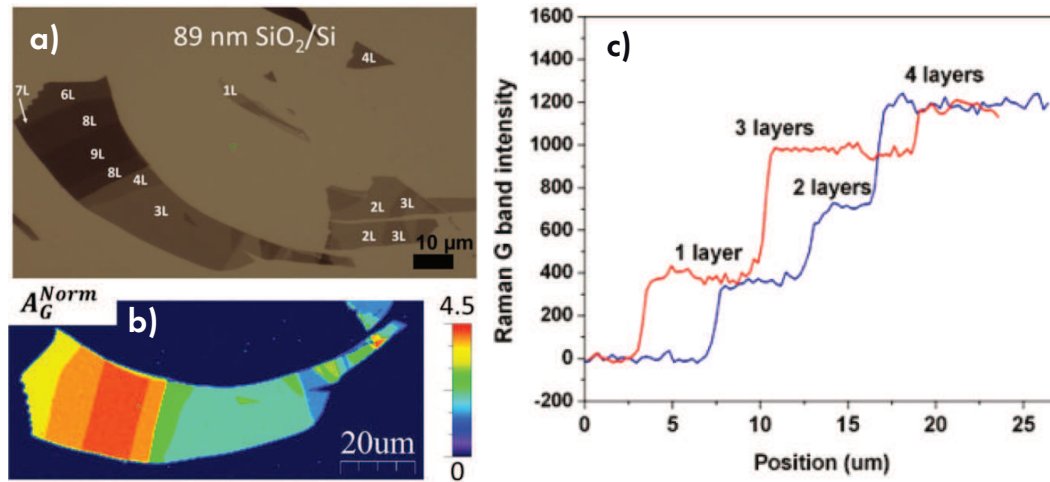 a)
89 nm SiO₂/Si
4L
1L
7L
6L
8L
9L
8L
4L
3L
2L
3L
2L
3L
10 µm
A_G^Norm
b)
4.5
0
20um
c)
Raman G band intensity
1600
1400
1200
1000
800
600
400
200
0
-200
4 layers
3 layers
2 layers
1 layer
0
5
10
15
20
25
Position (um)